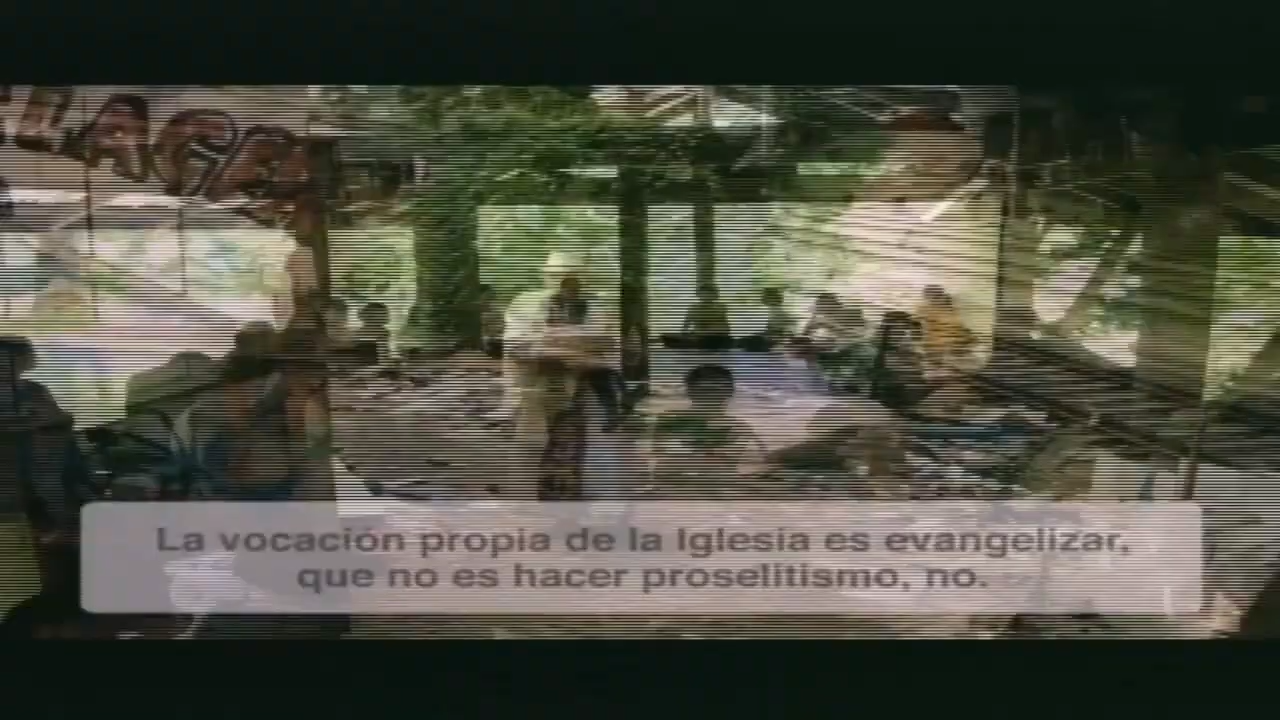 La vocación propia de la Iglesia es evangelizar,
que no es hacer proselitismo, no.